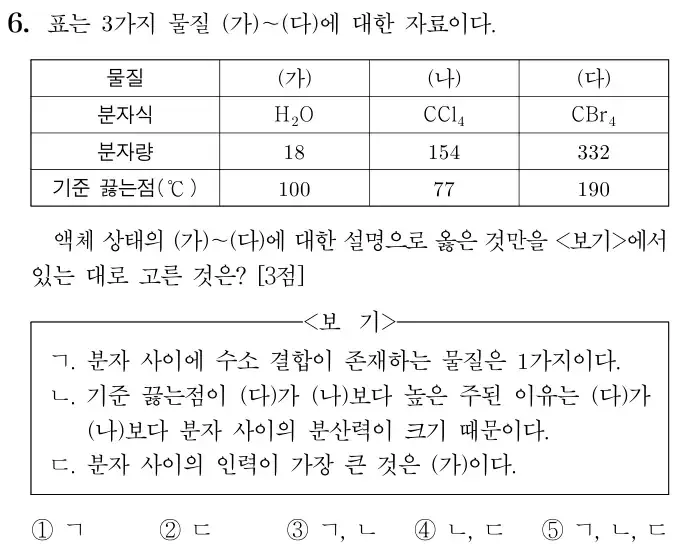 6. 표는 3가지 물질 (가)~(다)에 대한 자료이다.
물질 (가) (나) (다)
분자식 H₂O CCl₄ CBr₄
분자량 18 154 332
기준 끓는점(℃) 100 77 190
액체 상태의 (가)~(다)에 대한 설명으로 옳은 것만을 <보기>에서
있는 대로 고른 것은? [3점]
<보 기>
ㄱ. 분자 사이에 수소 결합이 존재하는 물질은 1가지이다.
ㄴ. 기준 끓는점이 (다)가 (나)보다 높은 주된 이유는 (다)가
(나)보다 분자 사이의 분산력이 크기 때문이다.
ㄷ. 분자 사이의 인력이 가장 큰 것은 (가)이다.
① ㄱ ② ㄷ ③ ㄱ, ㄴ ④ ㄴ, ㄷ ⑤ ㄱ, ㄴ, ㄷ